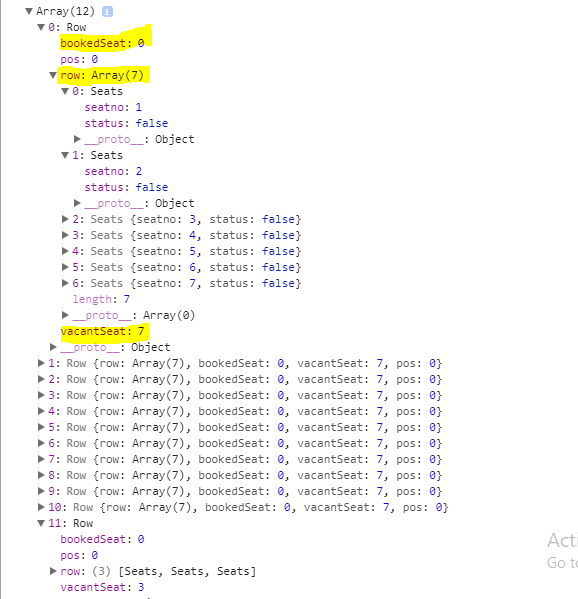 ▼ Array(12) i
▼ 0: Row
bookedSeat: 0
pos: 0
▼ row: Array(7)
▼ 0: Seats
seatno: 1
status: false
▶ __proto__: Object
▼ 1: Seats
seatno: 2
status: false
▶ __proto__: Object
▶ 2: Seats {seatno: 3, status: false}
▶ 3: Seats {seatno: 4, status: false}
▶ 4: Seats {seatno: 5, status: false}
▶ 5: Seats {seatno: 6, status: false}
▶ 6: Seats {seatno: 7, status: false}
length: 7
▶ __proto__: Array(0)
vacantSeat: 7
▶ __proto__: Object
▶ 1: Row {row: Array(7), bookedSeat: 0, vacantSeat: 7, pos: 0}
▶ 2: Row {row: Array(7), bookedSeat: 0, vacantSeat: 7, pos: 0}
▶ 3: Row {row: Array(7), bookedSeat: 0, vacantSeat: 7, pos: 0}
▶ 4: Row {row: Array(7), bookedSeat: 0, vacantSeat: 7, pos: 0}
▶ 5: Row {row: Array(7), bookedSeat: 0, vacantSeat: 7, pos: 0}
▶ 6: Row {row: Array(7), bookedSeat: 0, vacantSeat: 7, pos: 0}
▶ 7: Row {row: Array(7), bookedSeat: 0, vacantSeat: 7, pos: 0}
▶ 8: Row {row: Array(7), bookedSeat: 0, vacantSeat: 7, pos: 0}
▶ 9: Row {row: Array(7), bookedSeat: 0, vacantSeat: 7, pos: 0}
▶ 10: Row {row: Array(7), bookedSeat: 0, vacantSeat: 7, pos: 0}
▼ 11: Row
bookedSeat: 0
pos: 0
▶ row: (3) [Seats, Seats, Seats]
vacantSeat: 3
Acti
Go to